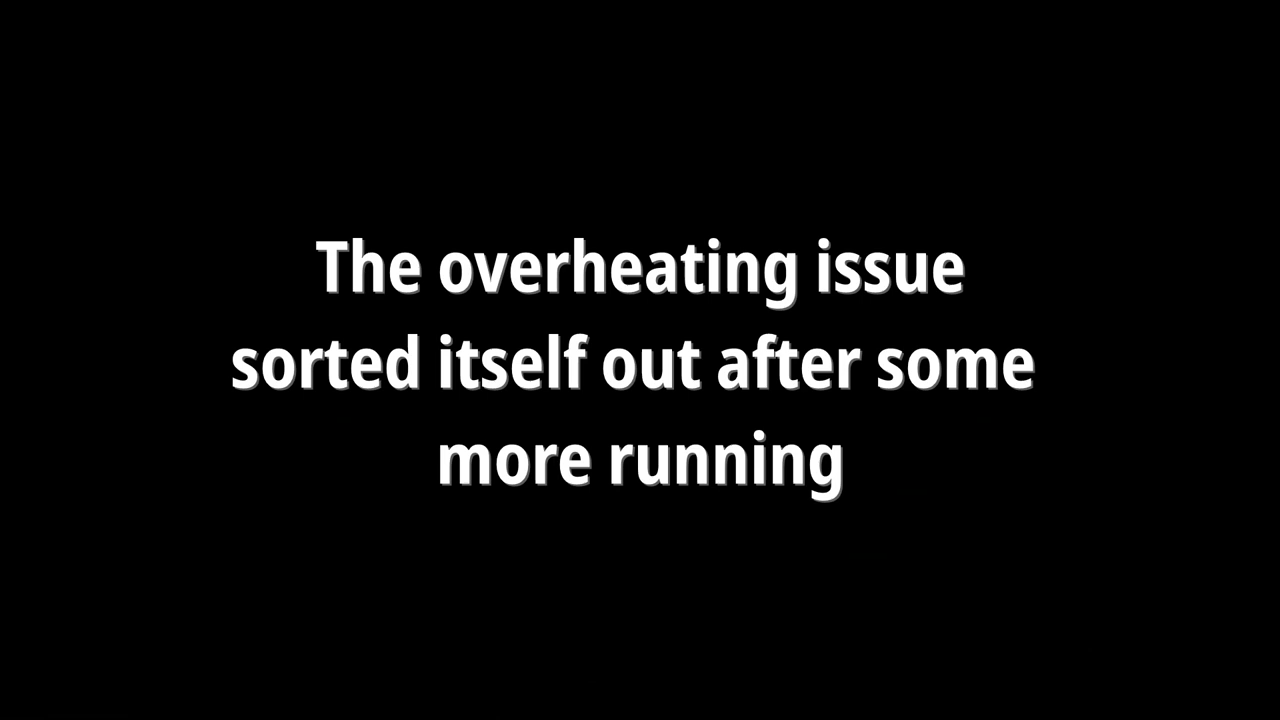 The overheating issue
sorted itself out after some
more running